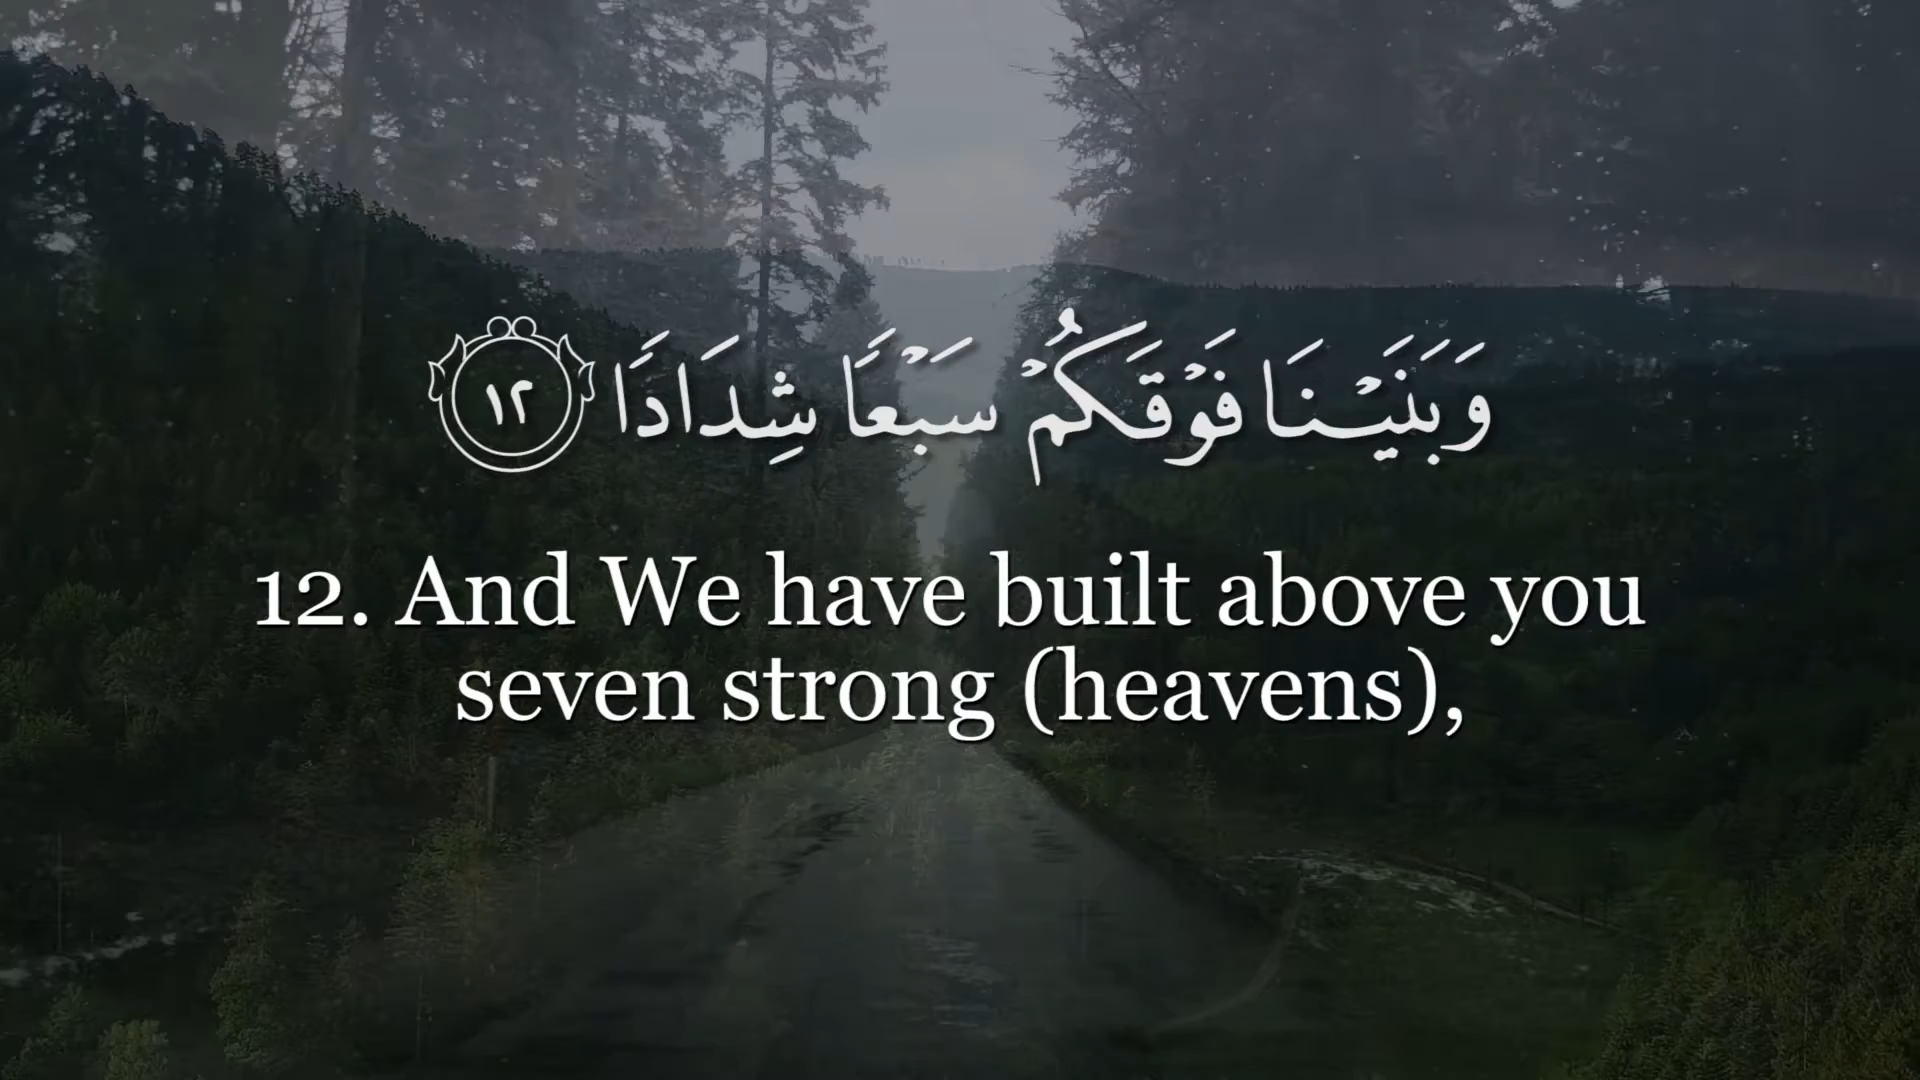 وَبَنَيْنَا فَوْقَكُمْ سَبْعًا شِدَادًا ١٢
12. And We have built above you
seven strong (heavens),